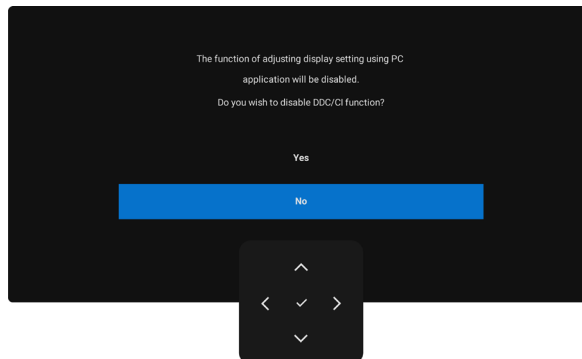 The function of adjusting display setting using PC
application will be disabled.
Do you wish to disable DDC/CI function?
Yes
No